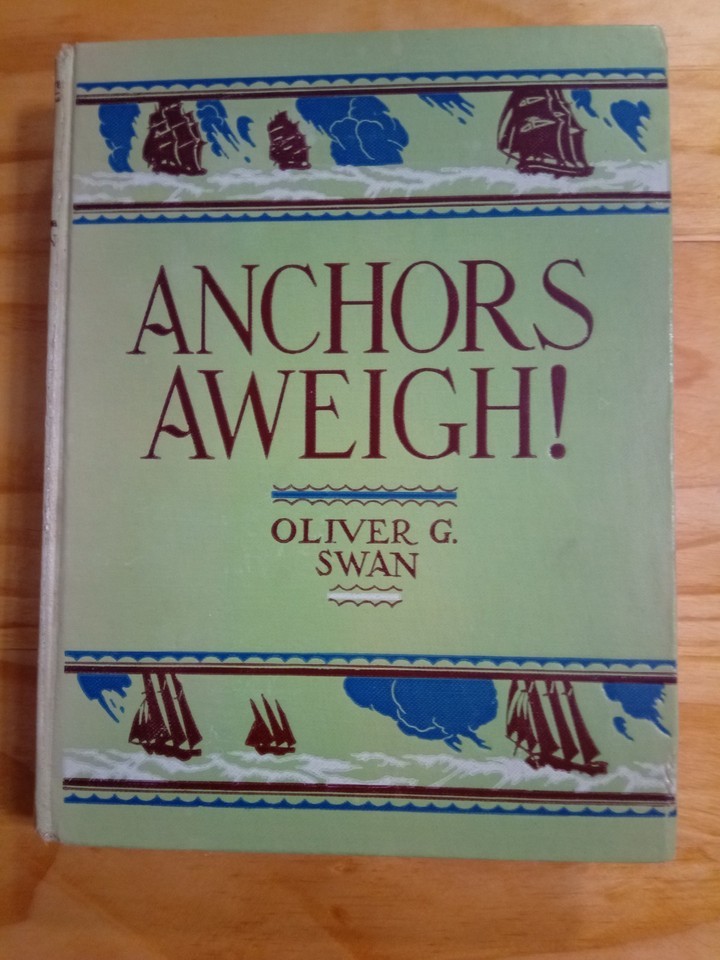 ANCHORS
AWEIGH!
OLIVER G.
SWAN